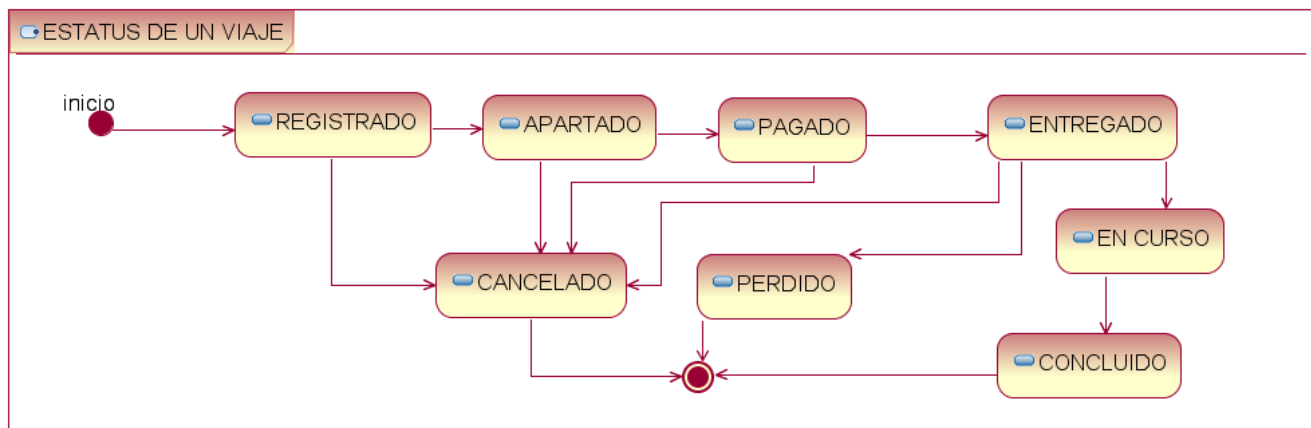 ESTATUS DE UN VIAJE
inicio
REGISTRADO
APARTADO
PAGADO
ENTREGADO
EN CURSO
CANCELADO
PERDIDO
CONCLUIDO